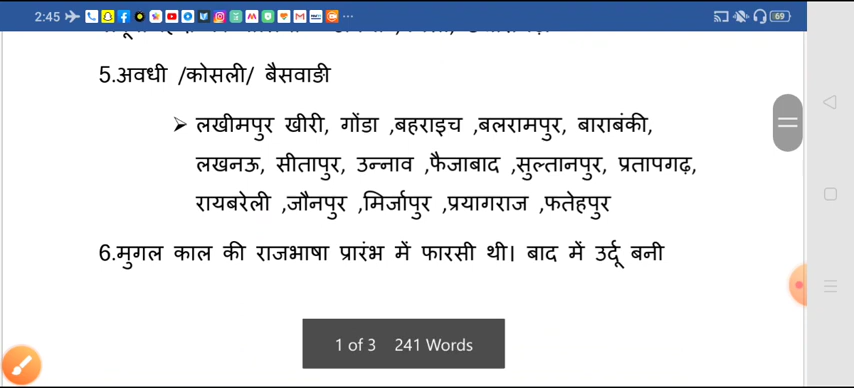 2:45
69
5.अवधी /कोसली/ बैसवाङी
➢ लखीमपुर खीरी, गोंडा ,बहराइच ,बलरामपुर, बाराबंकी,
लखनऊ, सीतापुर, उन्नाव ,फैजाबाद ,सुल्तानपुर, प्रतापगढ़,
रायबरेली ,जौनपुर ,मिर्जापुर ,प्रयागराज ,फतेहपुर
6.मुगल काल की राजभाषा प्रारंभ में फारसी थी। बाद में उर्दू बनी
1 of 3 241 Words